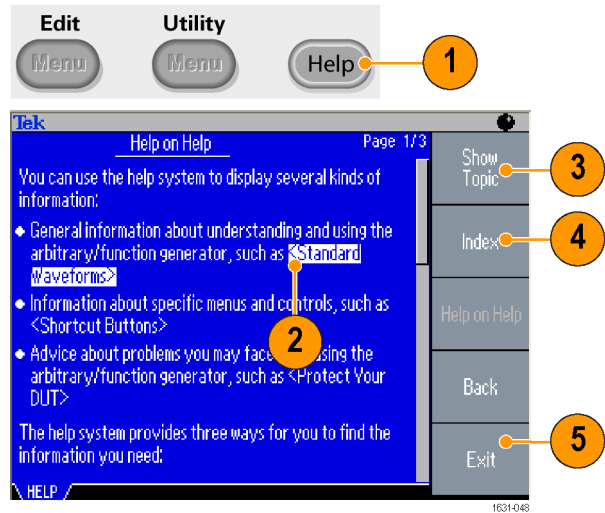 Edit Utility
Menu Menu Help 1
Tek
Help on Help Page 1/3
You can use the help system to display several kinds of
information:
General information about understanding and using the
arbitrary/function generator, such as <Standard
Waveforms>
Information about specific menus and controls, such as
<Shortcut Buttons>
2
Advice about problems you may face using the
arbitrary/function generator, such as <Protect Your
DUT>
The help system provides three ways for you to find the
information you need:
HELP
Show
Topic
3
Index 4
Help on Help
Back
Exit 5
1631-048